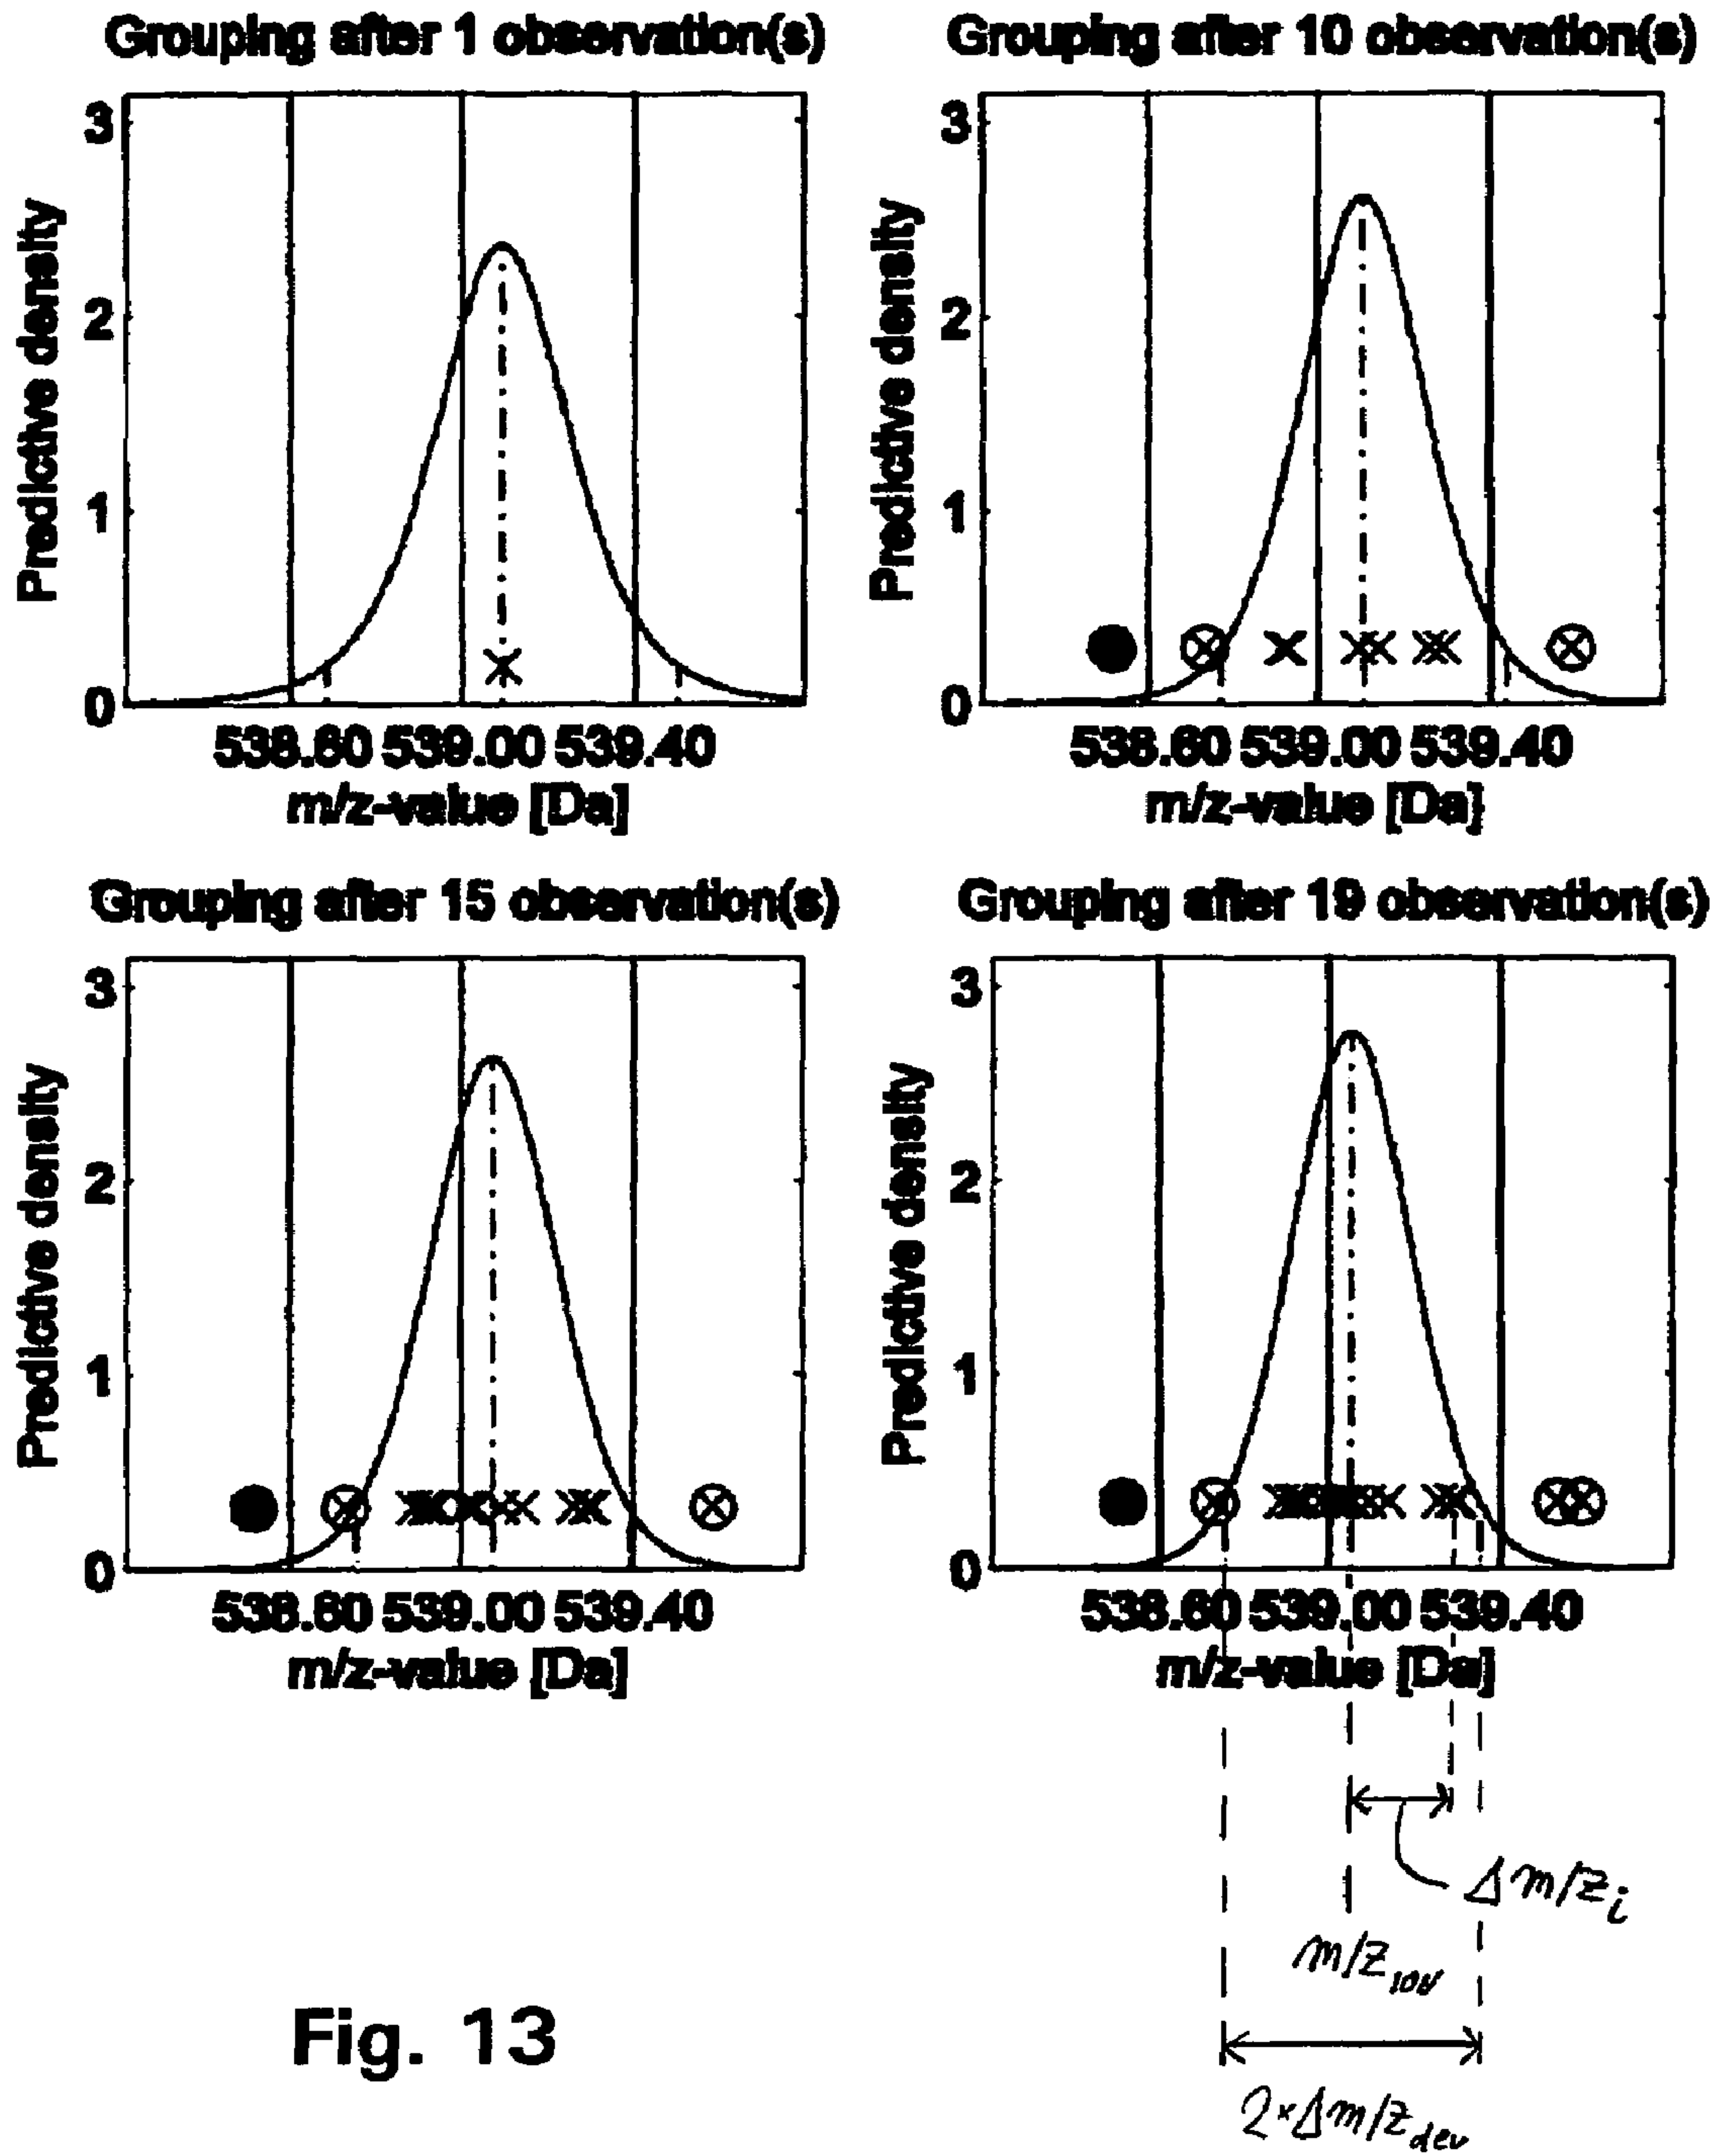 Grouping after 1 observation(s)
Predictive density
3
2
1
0
538.60 539.00 539.40
m/z-value [Da]
Grouping after 10 observation(s)
Predictive density
3
2
1
0
538.60 539.00 539.40
m/z-value [Da]
Grouping after 15 observation(s)
Predictive density
3
2
1
0
538.60 539.00 539.40
m/z-value [Da]
Grouping after 19 observation(s)
Predictive density
3
2
1
0
538.60 539.00 539.40
m/z-value [Da]
Δm/z i
m/z
2×Δm/z dev
Fig. 13